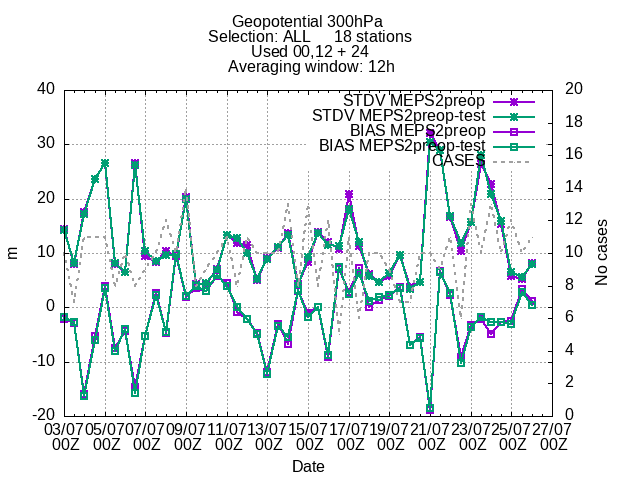 Geopotential 300hPa
Selection: ALL 18 stations
Used 00,12 + 24
Averaging window: 12h
STDV MEPS2preop
STDV MEPS2preop-test
BIAS MEPS2preop
BIAS MEPS2preop-test
CASES
40
30
20
10
0
-10
-20
m
20
18
16
14
12
10
8
6
4
2
0
No cases
03/07 05/07 07/07 09/07 11/07 13/07 15/07 17/07 19/07 21/07 23/07 25/07 27/07
00Z 00Z 00Z 00Z 00Z 00Z 00Z 00Z 00Z 00Z 00Z 00Z 00Z
Date